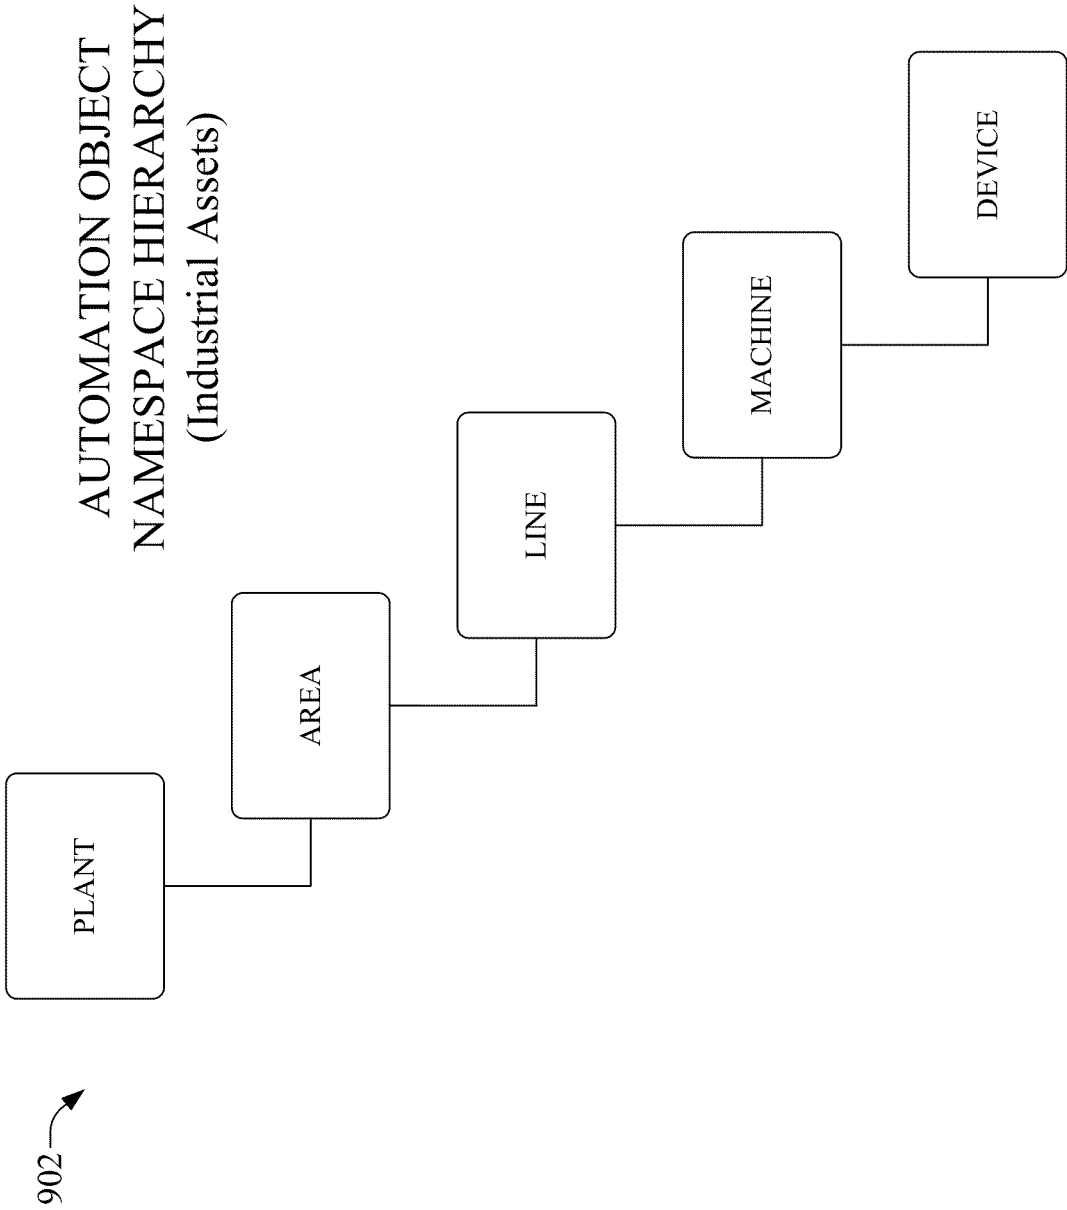 AUTOMATION OBJECT
NAMESPACE HIERARCHY
(Industrial Assets)
902
PLANT
AREA
LINE
MACHINE
DEVICE